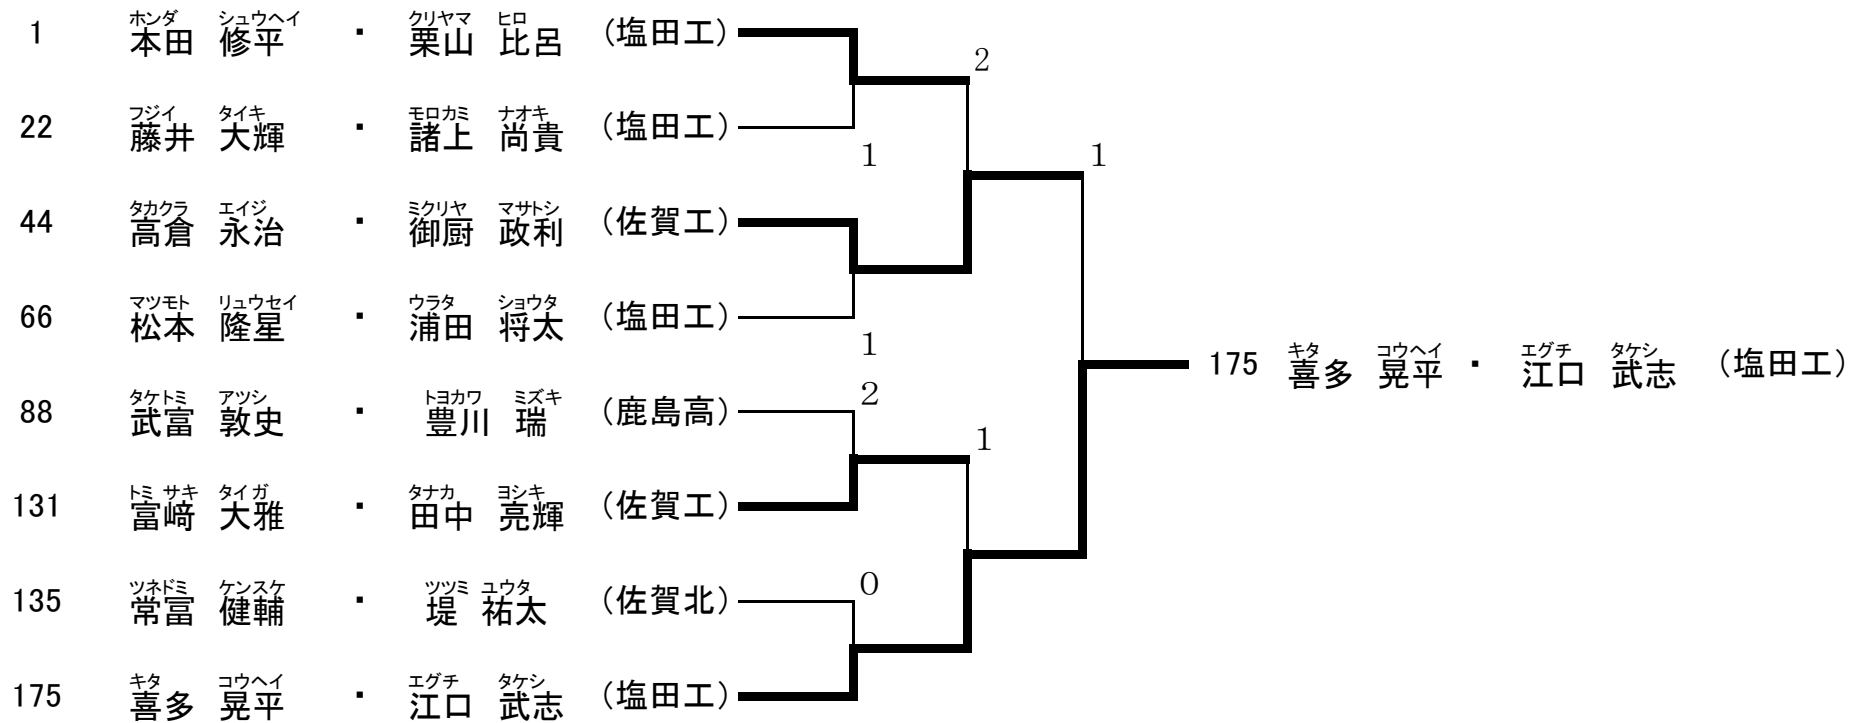 ホンダ シュウヘイ クリヤマ ヒロ
1 本田 修平 ・ 栗山 比呂 (塩田工)
2
フジイ タイキ モロカミ ナオキ
22 藤井 大輝 ・ 諸上 尚貴 (塩田工)
1
1
タカクラ エイジ ミクリヤ マサトシ
44 高倉 永治 ・ 御厨 政利 (佐賀工)
マツモト リュウセイ ウラタ ショウタ
66 松本 隆星 ・ 浦田 将太 (塩田工)
1
キタ コウヘイ エグチ タケシ
175 喜多 晃平 ・ 江口 武志 (塩田工)
タケトミ アツシ トヨカワ ミズキ
88 武富 敦史 ・ 豊川 瑞 (鹿島高)
2
1
トミ サキ タイガ タナカ ヨシキ
131 富﨑 大雅 ・ 田中 亮輝 (佐賀工)
ツネドミ ケンスケ ツツミ ユウタ
135 常冨 健輔 ・ 堤 祐太 (佐賀北)
0
キタ コウヘイ エグチ タケシ
175 喜多 晃平 ・ 江口 武志 (塩田工)